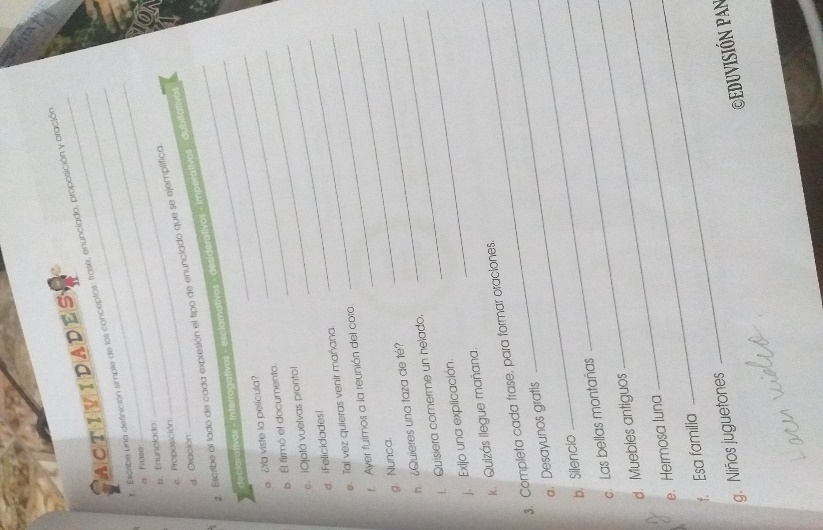 ACTIVIDADES
1. Escribe una definición simple de los conceptos: frase, enunciado, proposición y oración.
a. Frase:
b. Enunciado:
c. Proposición:
d. Oración:
2. Escribe al lado de cada expresión el tipo de enunciado que se ejemplifica.
declarativos - interrogativos - exclamativos - desiderativos - imperativos - dubitativos
a. ¿Ya viste la película?
b. Él firmó el documento.
c. ¡Ojalá vuelvas pronto!
d. ¡Felicidades!
e. Tal vez quieras venir mañana.
f. Ayer fuimos a la reunión del coro.
g. Nunca.
h. ¿Quieres una taza de té?
i. Quisiera comerme un helado.
j. Exijo una explicación.
k. Quizás llegue mañana.
3. Completa cada frase, para formar oraciones.
a. Desayunos gratis
b. Silencio
c. Las bellas montañas
d. Muebles antiguos
e. Hermosa luna
f. Esa familia
g. Niños juguetones
©EDUVISIÓN PAN
video.